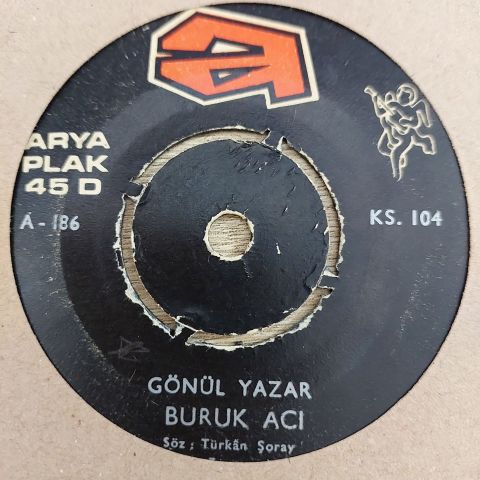 a
ARYA
PLAK
45 D
A - 186
KS. 104
GÖNÜL YAZAR
BURUK ACI
Söz : Türkân Şoray